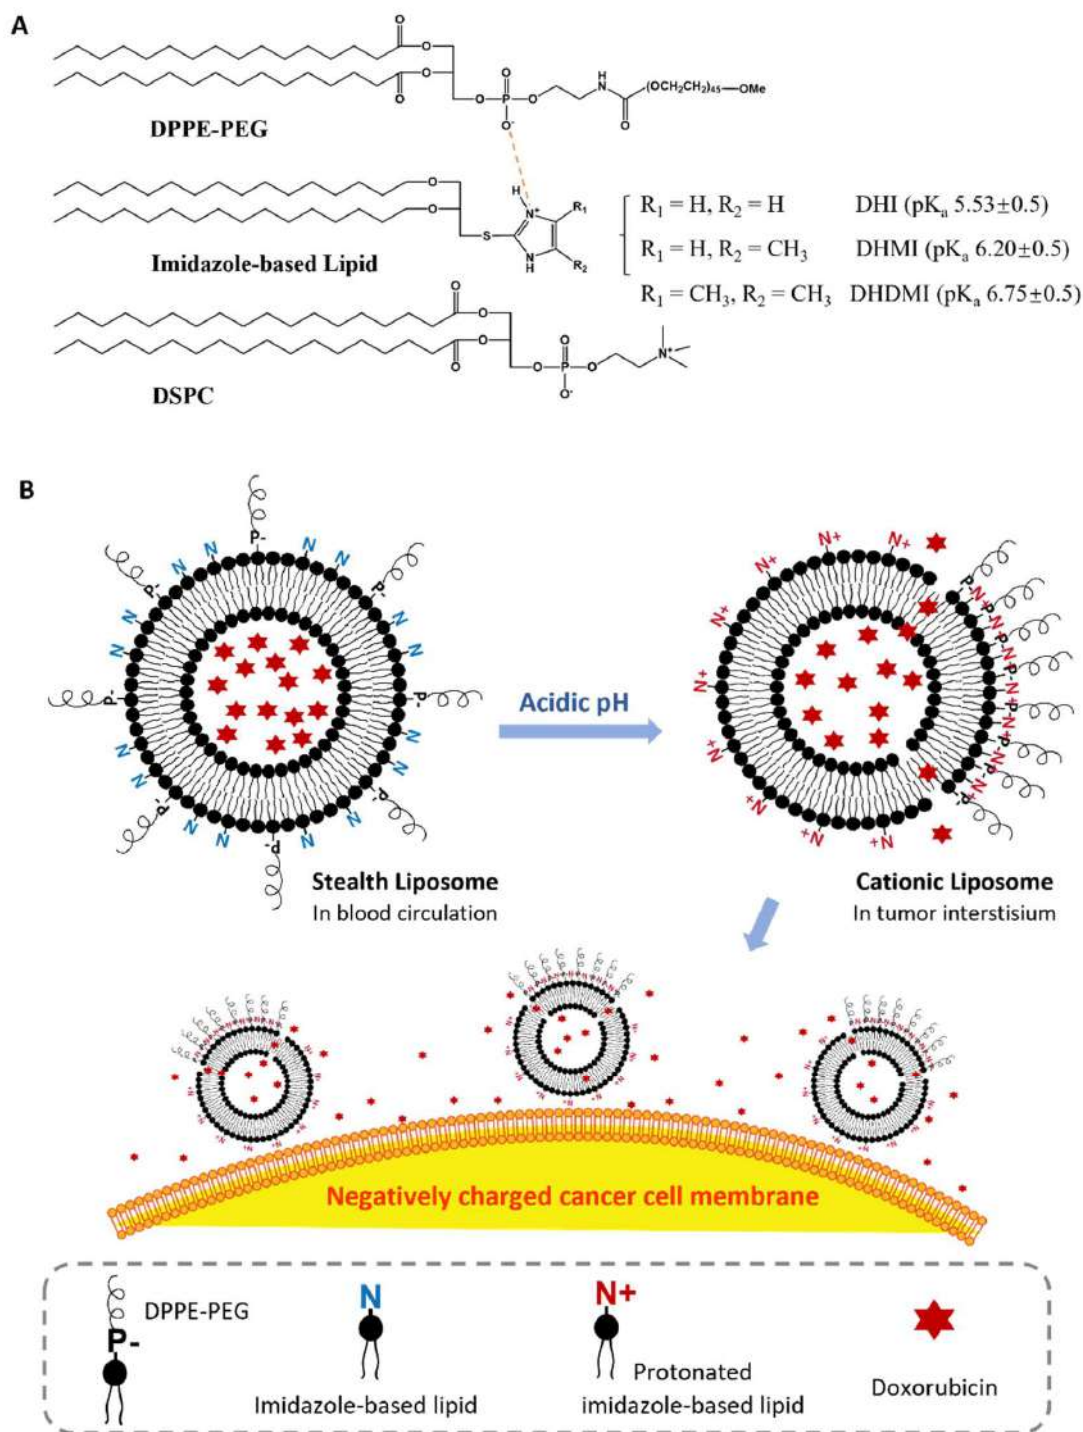 A
O
O
O
O
O
O
P
O
O
O-
H
N
O
(OCH₂CH₂)₄₅—OMe
DPPE-PEG
O
O
S
H
N+
N
H
R₁
R₂
R₁ = H, R₂ = H DHI (pKₐ 5.53±0.5)
R₁ = H, R₂ = CH₃ DHMI (pKₐ 6.20±0.5)
R₁ = CH₃, R₂ = CH₃ DHDMI (pKₐ 6.75±0.5)
Imidazole-based Lipid
O
O
O
O
O
O
P
O
O-
N+
DSPC
B
P- N N N N N N N N N N N N N N N N
P- P- P- P- P- P- P-
Acidic pH
N+ N+ N+ N+ N+ N+ N+ N+ N+ N+
P- N+ P- N+ P- N+ P- N+ P- N+ P- N+ P- N+ P-
Stealth Liposome
In blood circulation
Cationic Liposome
In tumor interstisium
Negatively charged cancer cell membrane
P-
DPPE-PEG
N
Imidazole-based lipid
N+
Protonated
imidazole-based lipid
Doxorubicin